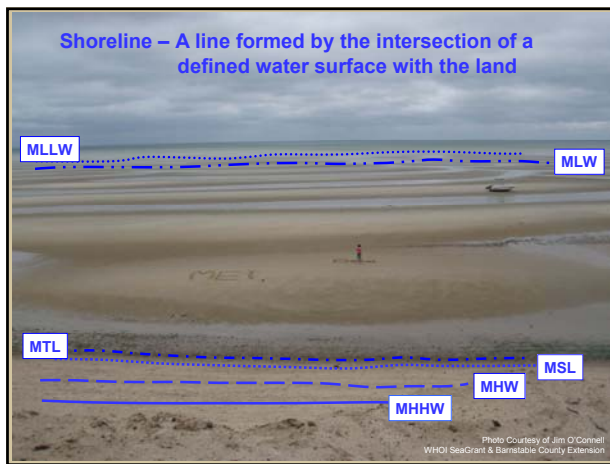 Shoreline – A line formed by the intersection of a
defined water surface with the land
MLLW
MLW
MTL
MSL
MHW
MHHW
Photo Courtesy of Jim O'Connell
WHOI SeaGrant & Barnstable County Extension